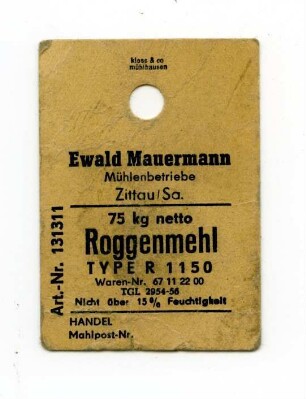 kloss & co
mühlhausen
Ewald Mauermann
Mühlenbetriebe
Zittau/Sa.
Art.-Nr. 131311
75 kg netto
Roggenmehl
TYPE R 1150
Waren-Nr. 67 11 22 00
TGL 2954-56
Nicht über 15% Feuchtigkeit
HANDEL
Mahlpost-Nr.